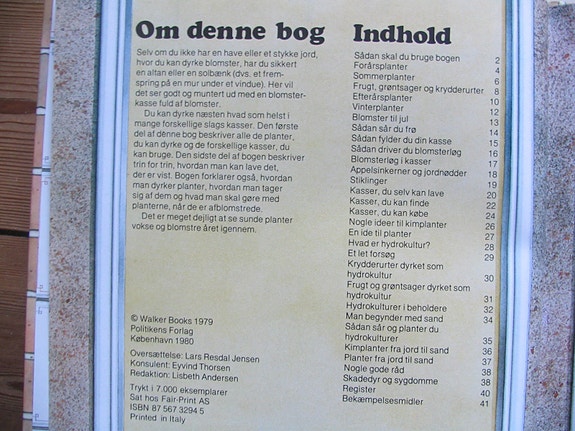 Om denne bog
Selv om du ikke har en have eller et stykke jord,
hvor du kan dyrke blomster, har du sikkert
en altan eller en solbænk (dvs. et frem-
spring på en mur under et vindue). Her vil
det ser godt og muntert ud med en blomster-
kasse fuld af blomster.
Du kan dyrke næsten hvad som helst i
mange forskellige slags kasser. Den første
del af denne bog beskriver alle de planter,
du kan dyrke og de forskellige kasser, du
kan bruge. Den sidste del af bogen beskriver
trin for trin, hvordan man kan lave det,
der er vist. Bogen forklarer også, hvordan
man dyrker planter, hvordan man tager
sig af dem og hvad man skal gøre med
planterne, når de er afblomstrede.
Det er meget dejligt at se sunde planter
vokse og blomstre året igennem.
© Walker Books 1979
Politikens Forlag
København 1980
Oversættelse: Lars Resdal Jensen
Konsulent: Eyvind Thorsen
Redaktion: Lisbeth Andersen
Trykt i 7.000 eksemplarer
Sat hos Fair-Print AS
ISBN 87 567 3294 5
Printed in Italy
Indhold
Sådan skal du bruge bogen 2
Forårsplanter 4
Sommerplanter 6
Frugt, grøntsager og krydderurter 8
Efterårsplanter 10
Vinterplanter 12
Blomster til jul 13
Sådan sår du frø 14
Sådan fylder du din kasse 15
Sådan driver du blomsterløg 16
Blomsterløg i kasser 17
Appelsinkerner og jordnødder 18
Stiklinger 19
Kasser, du selv kan lave 20
Kasser, du kan finde 22
Kasser, du kan købe 24
Nogle ideer til kimplanter 26
En ide til planter 27
Hvad er hydrokultur? 28
Et let forsøg 29
Krydderurter dyrket som
hydrokultur 30
Frugt og grøntsager dyrket som
hydrokultur 31
Hydrokulturer i beholdere 32
Man begynder med sand 34
Sådan sår og planter du
hydrokulturer 35
Kimplanter fra jord til sand 36
Planter fra jord til sand 37
Nogle gode råd 38
Skadedyr og sygdomme 38
Register 40
Bekæmpelsesmidler 41